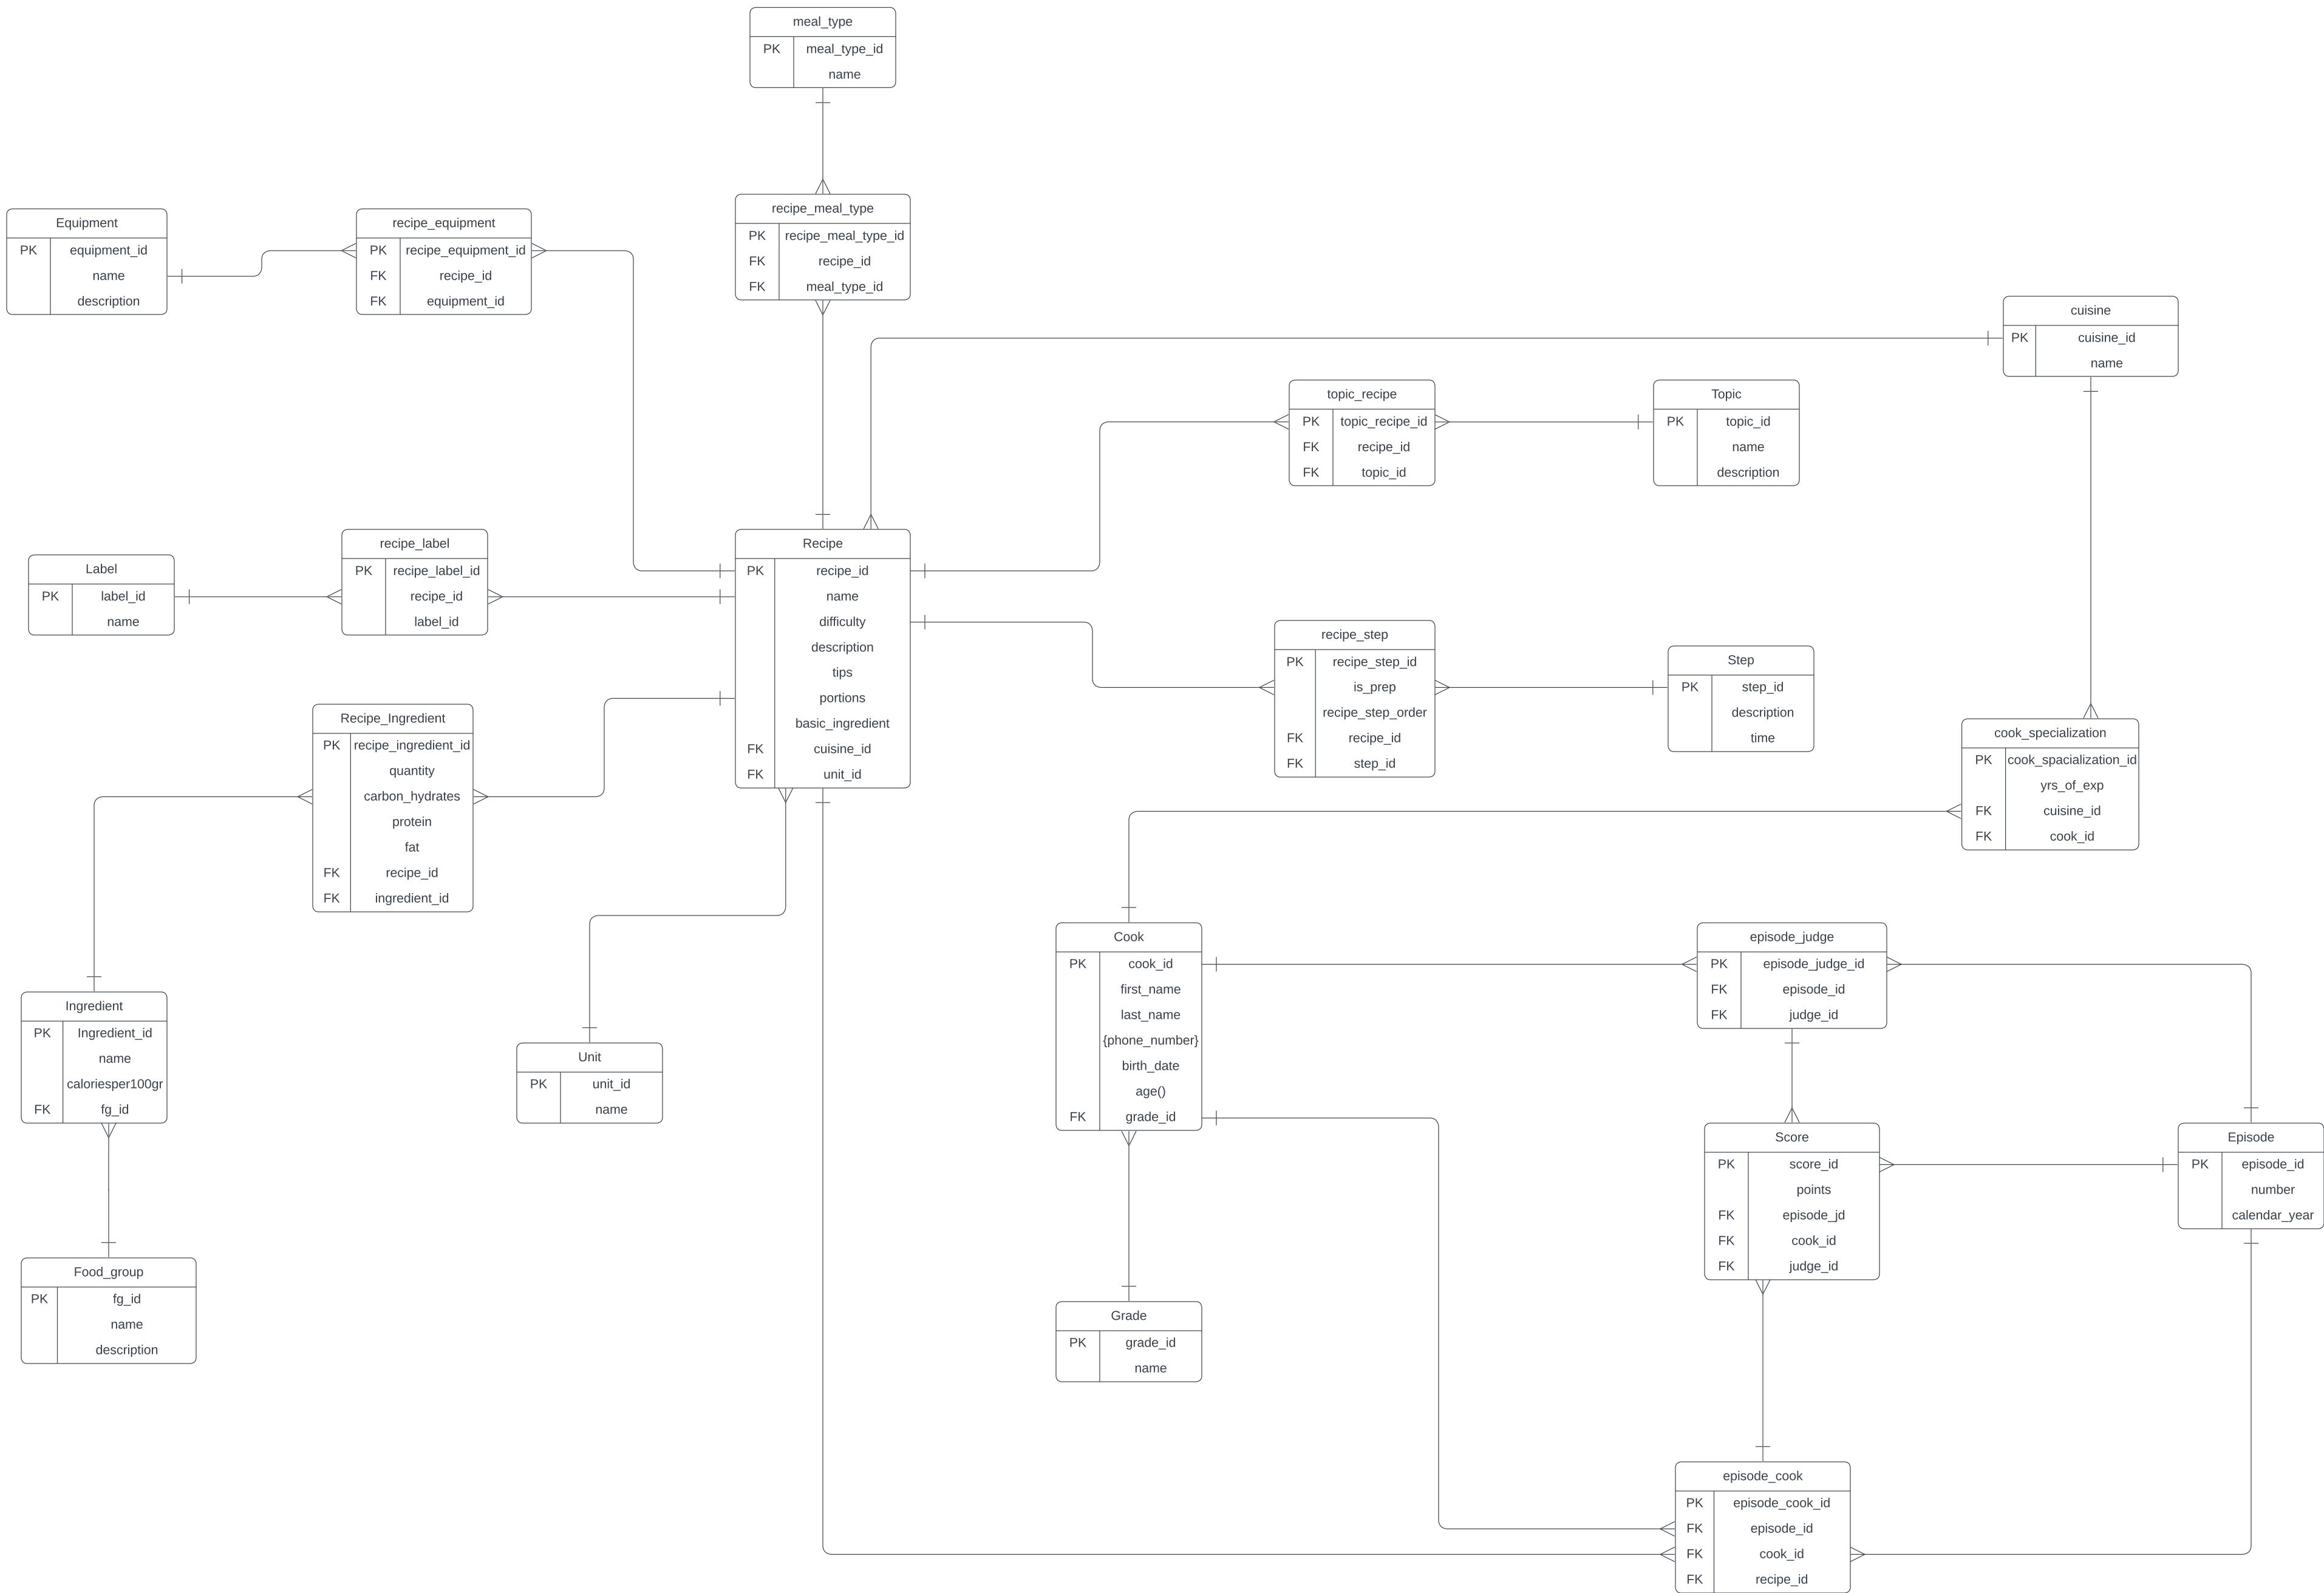 meal_type
PK meal_type_id
name
Equipment
PK equipment_id
name
description
recipe_equipment
PK recipe_equipment_id
FK recipe_id
FK equipment_id
recipe_meal_type
PK recipe_meal_type_id
FK recipe_id
FK meal_type_id
cuisine
PK cuisine_id
name
topic_recipe
PK topic_recipe_id
FK recipe_id
FK topic_id
Topic
PK topic_id
name
description
Label
PK label_id
name
recipe_label
PK recipe_label_id
recipe_id
label_id
Recipe
PK recipe_id
name
difficulty
description
tips
portions
basic_ingredient
FK cuisine_id
FK unit_id
recipe_step
PK recipe_step_id
is_prep
recipe_step_order
FK recipe_id
FK step_id
Step
PK step_id
description
time
cook_specialization
PK cook_spacialization_id
yrs_of_exp
FK cuisine_id
FK cook_id
Recipe_Ingredient
PK recipe_ingredient_id
quantity
carbon_hydrates
protein
fat
FK recipe_id
FK ingredient_id
Ingredient
PK Ingredient_id
name
caloriesper100gr
FK fg_id
Unit
PK unit_id
name
Cook
PK cook_id
first_name
last_name
{phone_number}
birth_date
age()
FK grade_id
episode_judge
PK episode_judge_id
FK episode_id
FK judge_id
Score
PK score_id
points
FK episode_jd
FK cook_id
FK judge_id
Episode
PK episode_id
number
calendar_year
Food_group
PK fg_id
name
description
Grade
PK grade_id
name
episode_cook
PK episode_cook_id
FK episode_id
FK cook_id
FK recipe_id